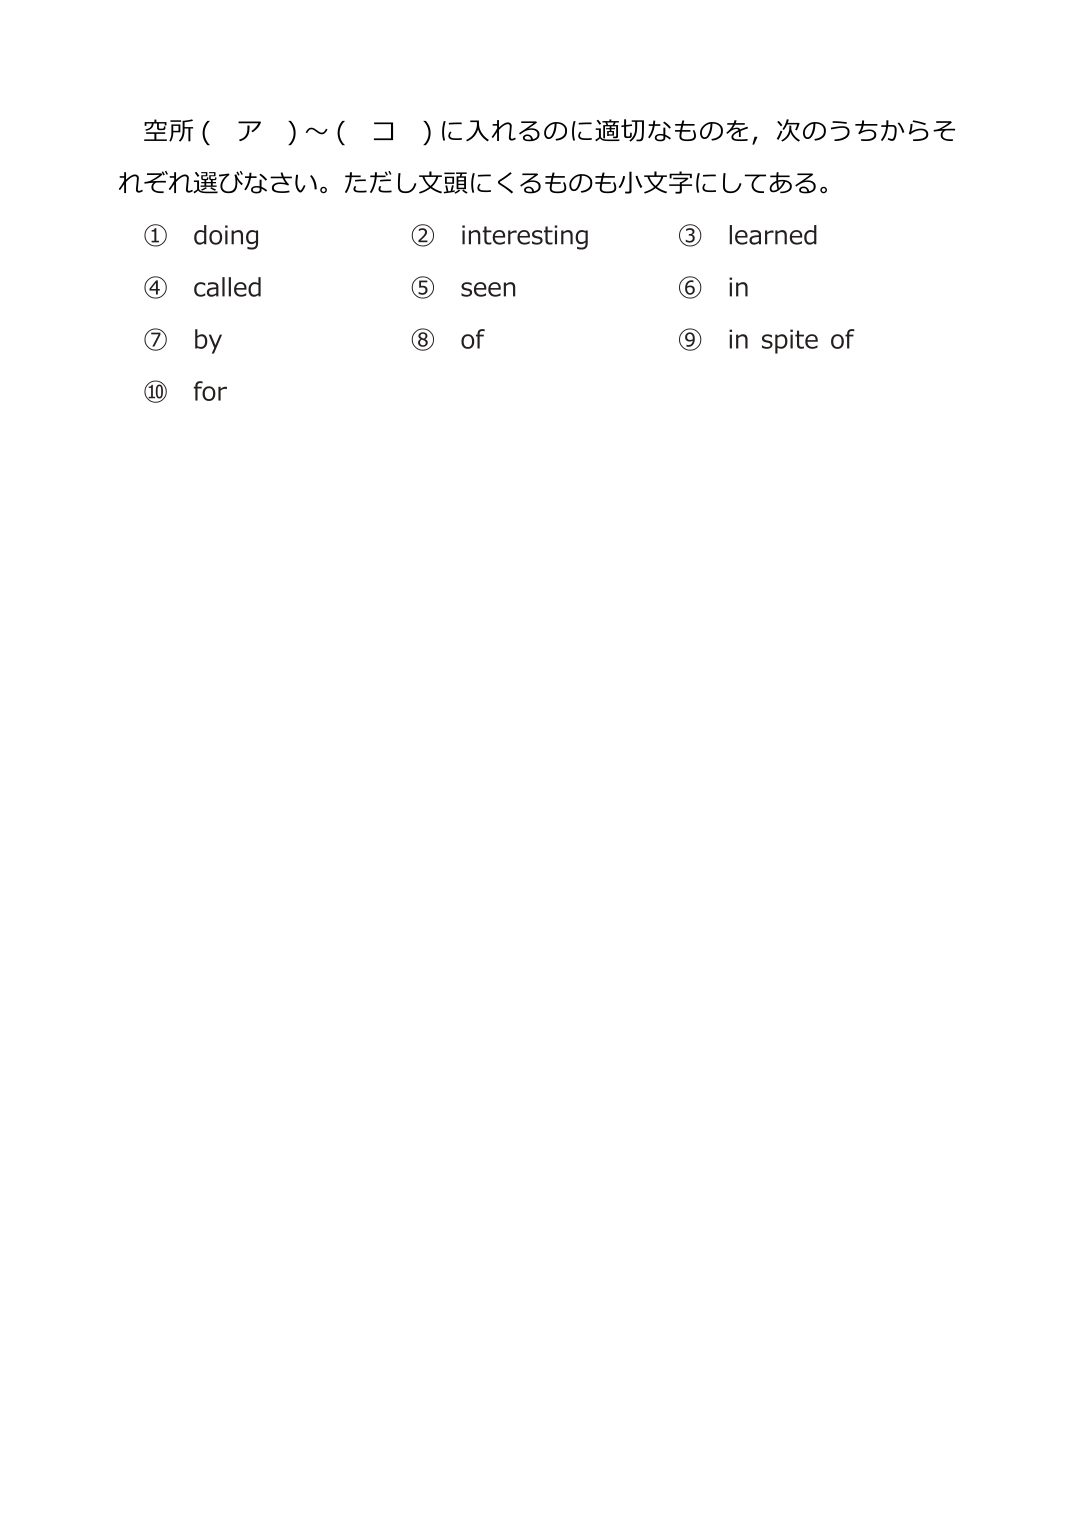 空所(　ア　)～(　コ　)に入れるのに適切なものを，次のうちからそ
れぞれ選びなさい。ただし文頭にくるものも小文字にしてある。
①　doing　②　interesting　③　learned
④　called　⑤　seen　⑥　in
⑦　by　⑧　of　⑨　in spite of
⑩　for